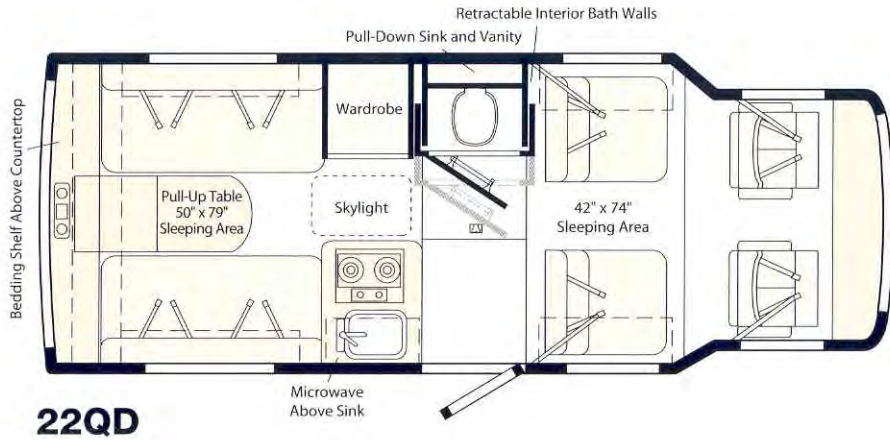 Retractable Interior Bath Walls
Pull-Down Sink and Vanity
Wardrobe
Bedding Shelf Above Countertop
Pull-Up Table
50" x 79"
Sleeping Area
Skylight
42" x 74"
Sleeping Area
Microwave
Above Sink
22QD